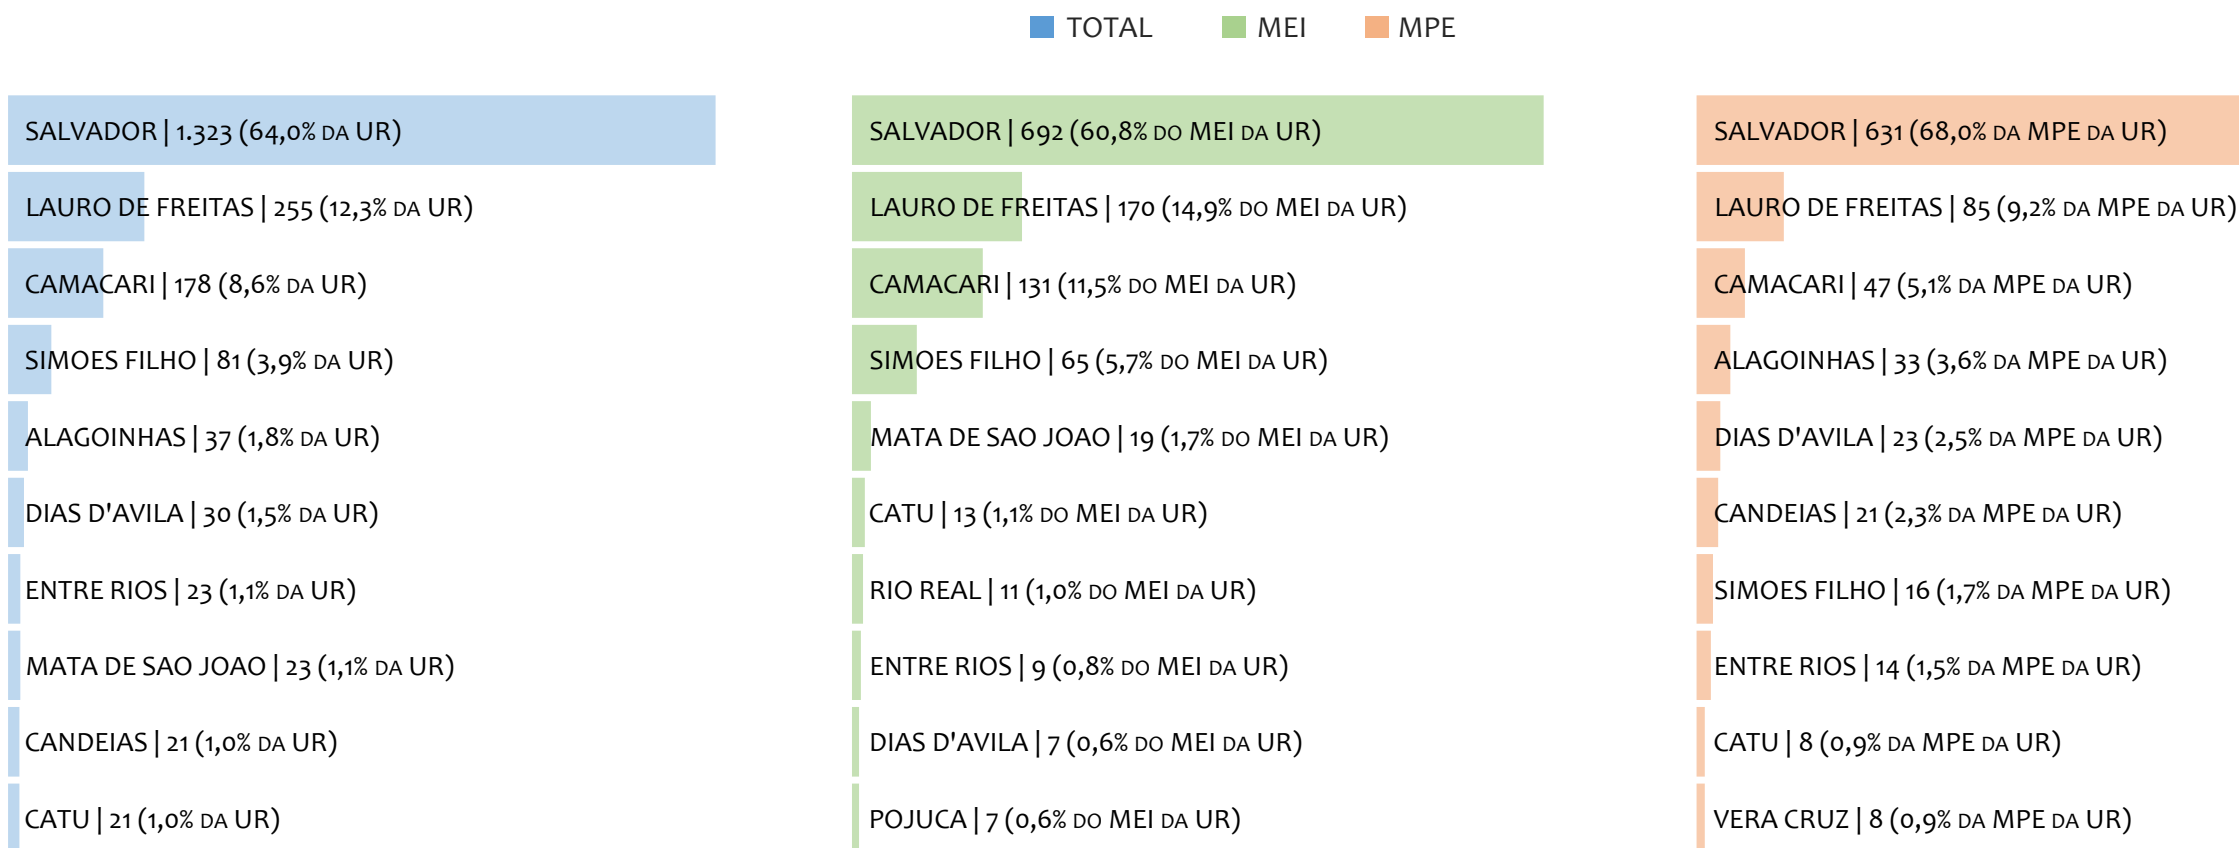 TOTAL MEI MPE
SALVADOR | 1.323 (64,0% DA UR)
LAURO DE FREITAS | 255 (12,3% DA UR)
CAMACARI | 178 (8,6% DA UR)
SIMOES FILHO | 81 (3,9% DA UR)
ALAGOINHAS | 37 (1,8% DA UR)
DIAS D'AVILA | 30 (1,5% DA UR)
ENTRE RIOS | 23 (1,1% DA UR)
MATA DE SAO JOAO | 23 (1,1% DA UR)
CANDEIAS | 21 (1,0% DA UR)
CATU | 21 (1,0% DA UR)
SALVADOR | 692 (60,8% DO MEI DA UR)
LAURO DE FREITAS | 170 (14,9% DO MEI DA UR)
CAMACARI | 131 (11,5% DO MEI DA UR)
SIMOES FILHO | 65 (5,7% DO MEI DA UR)
MATA DE SAO JOAO | 19 (1,7% DO MEI DA UR)
CATU | 13 (1,1% DO MEI DA UR)
RIO REAL | 11 (1,0% DO MEI DA UR)
ENTRE RIOS | 9 (0,8% DO MEI DA UR)
DIAS D'AVILA | 7 (0,6% DO MEI DA UR)
POJUCA | 7 (0,6% DO MEI DA UR)
SALVADOR | 631 (68,0% DA MPE DA UR)
LAURO DE FREITAS | 85 (9,2% DA MPE DA UR)
CAMACARI | 47 (5,1% DA MPE DA UR)
ALAGOINHAS | 33 (3,6% DA MPE DA UR)
DIAS D'AVILA | 23 (2,5% DA MPE DA UR)
CANDEIAS | 21 (2,3% DA MPE DA UR)
SIMOES FILHO | 16 (1,7% DA MPE DA UR)
ENTRE RIOS | 14 (1,5% DA MPE DA UR)
CATU | 8 (0,9% DA MPE DA UR)
VERA CRUZ | 8 (0,9% DA MPE DA UR)